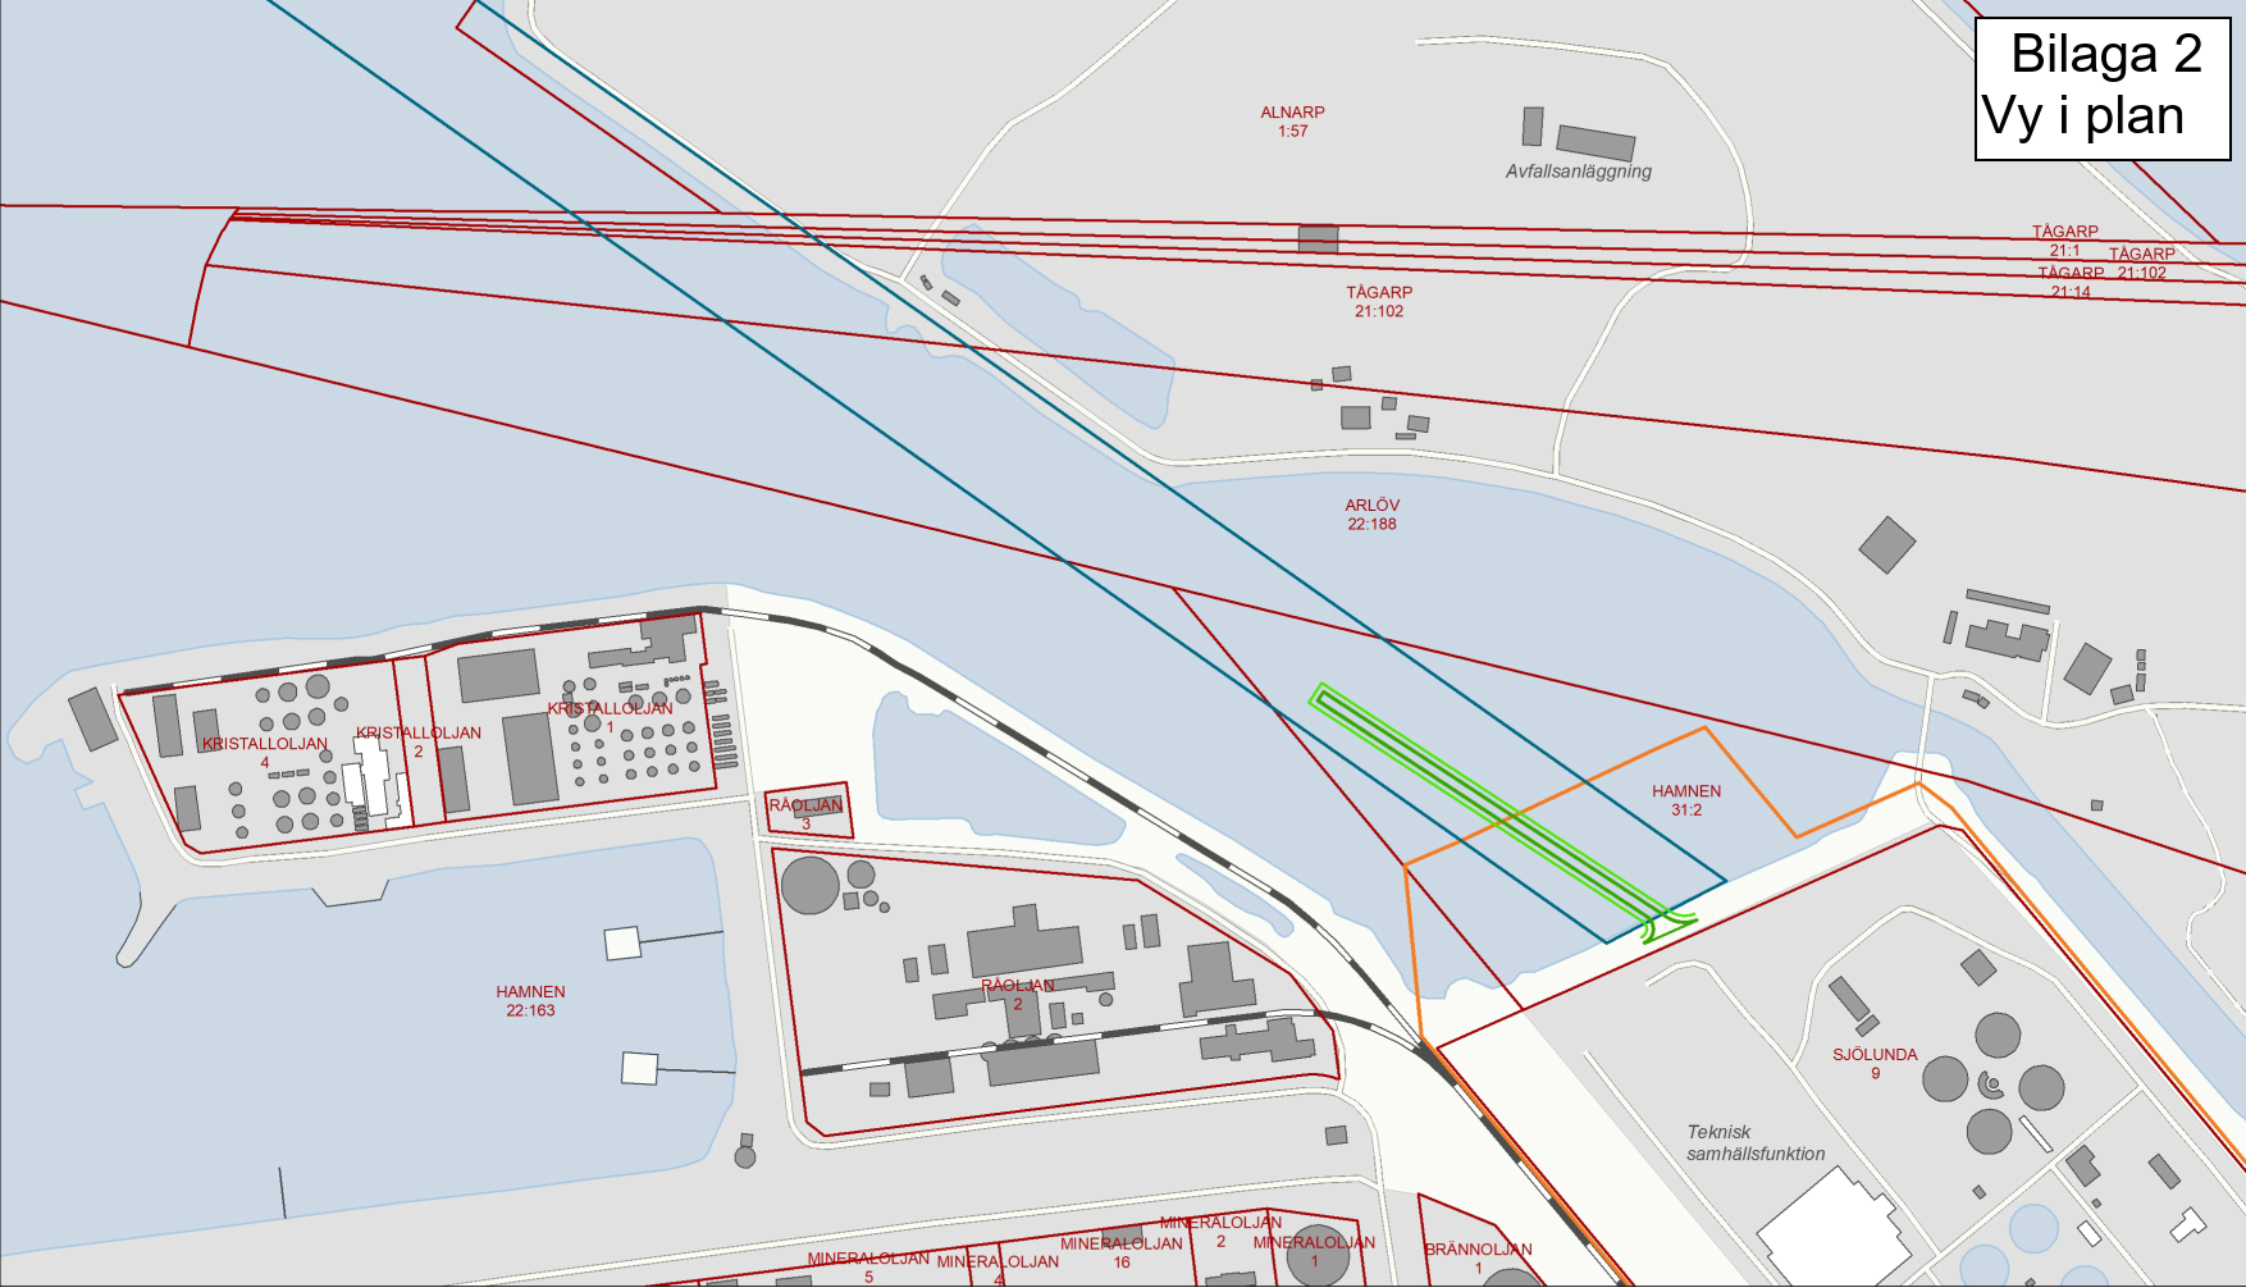 Bilaga 2
Vy i plan
ALNARP
1:57
Avfallsanläggning
TÅGARP
21:1
TÅGARP
21:102
TÅGARP
21:14
TÅGARP
21:102
ARLÖV
22:188
KRISTALLOLJAN
1
KRISTALLOLJAN
2
KRISTALLOLJAN
4
RÅOLJAN
3
HAMNEN
31:2
HAMNEN
22:163
RÅOLJAN
2
SJÖLUNDA
9
Teknisk
samhällsfunktion
MINERALOLJAN
2
MINERALOLJAN
16
MINERALOLJAN
1
BRÄNNOLJAN
1
MINERALOLJAN
5
MINERALOLJAN
4